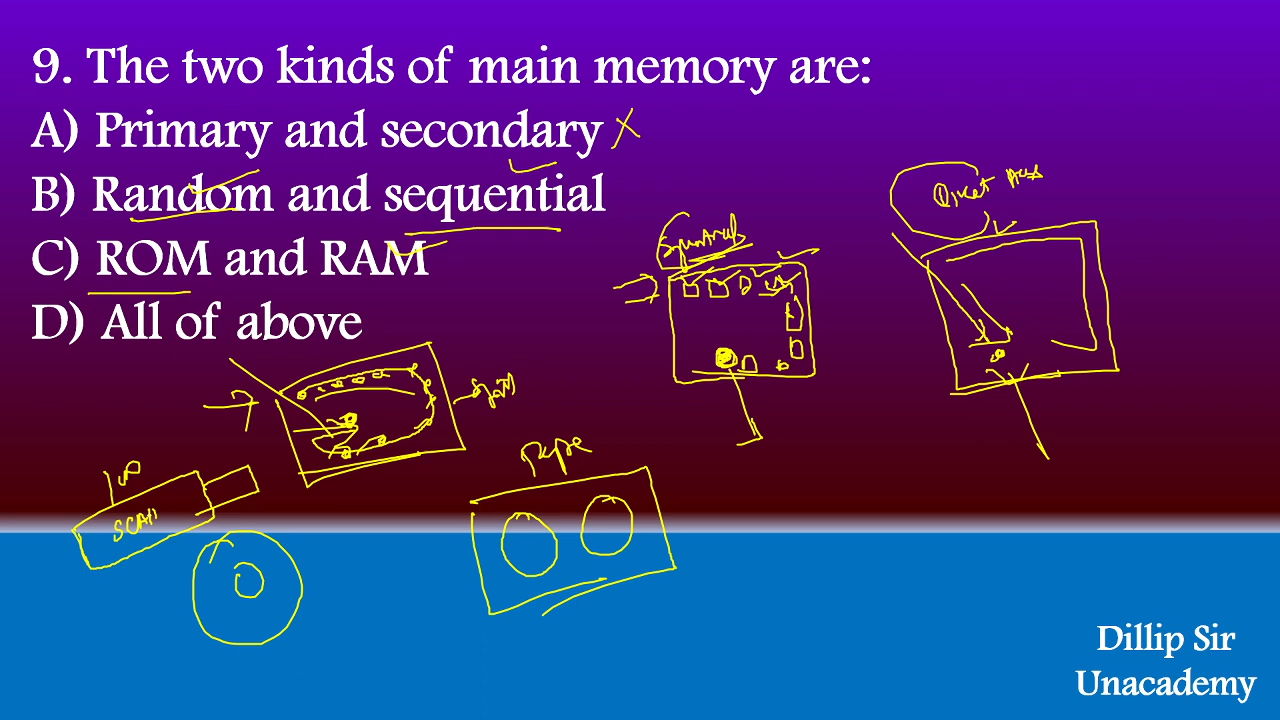 9. The two kinds of main memory are:
A) Primary and secondary
B) Random and sequential
C) ROM and RAM
D) All of above
Dillip Sir
Unacademy